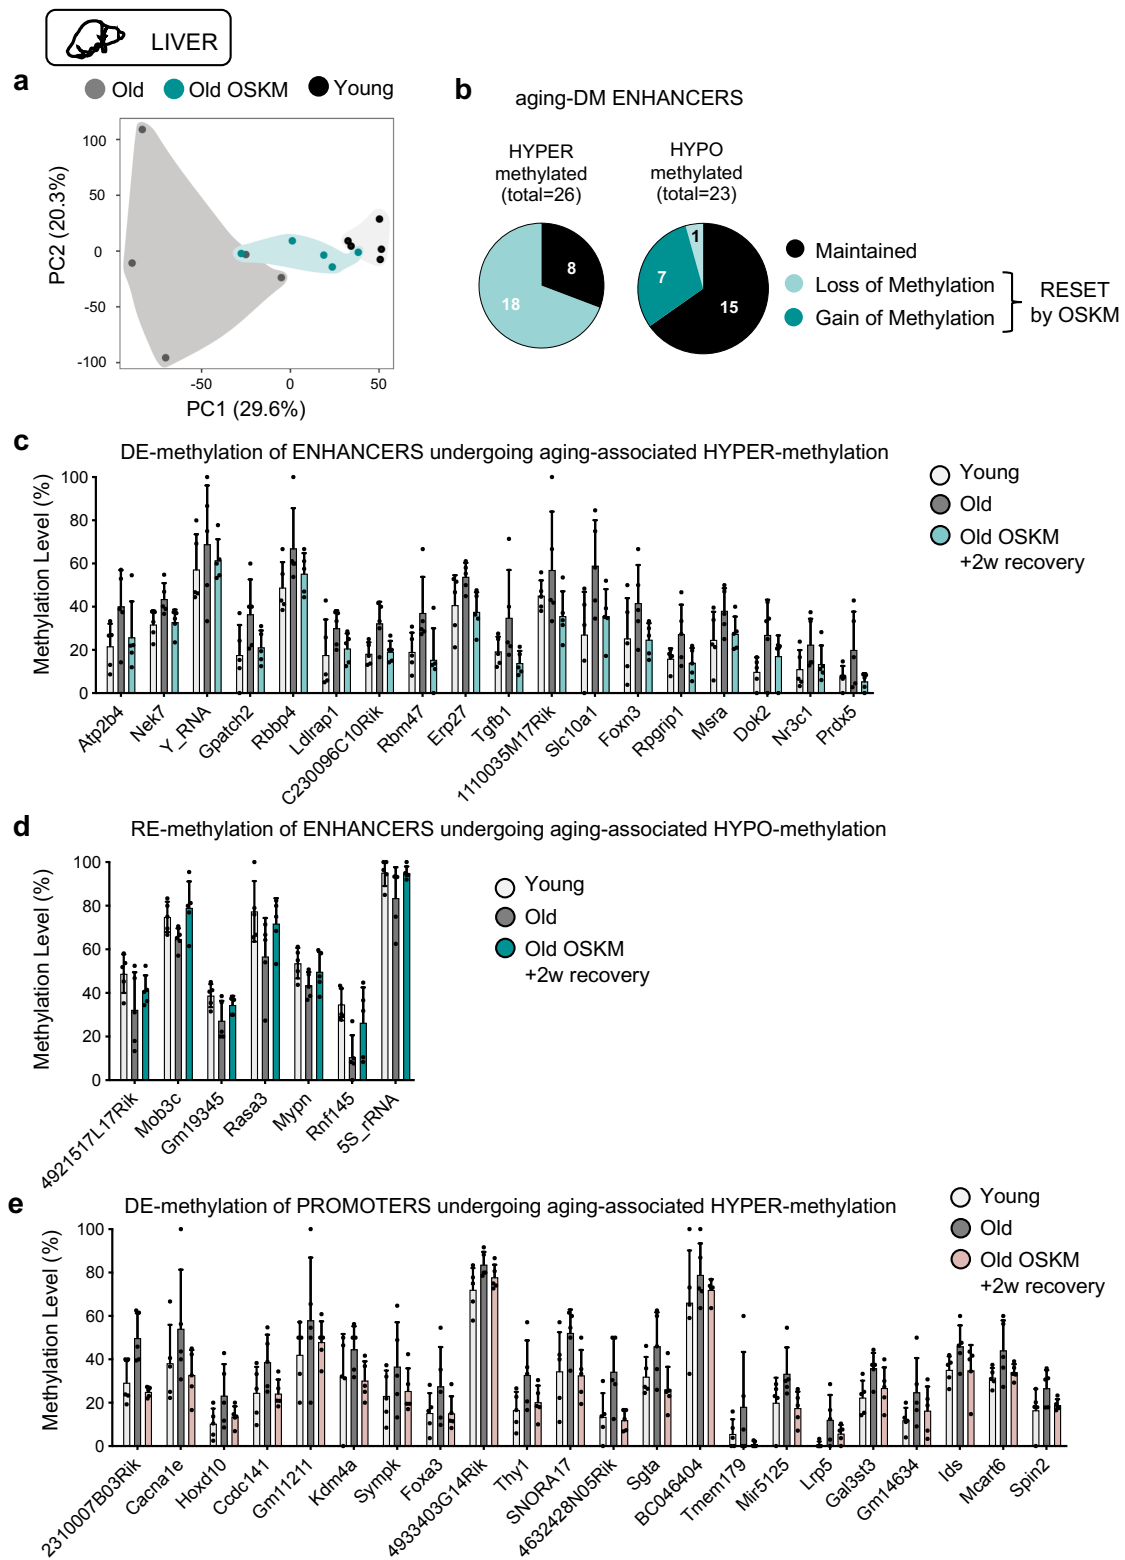 LIVER
a
Old
Old OSKM
Young
PC2 (20.3%)
100
50
0
-50
-100
-50
0
50
PC1 (29.6%)
b
aging-DM ENHANCERS
HYPER
methylated
(total=26)
HYPO
methylated
(total=23)
8
18
1
7
15
Maintained
Loss of Methylation
Gain of Methylation
RESET
by OSKM
c
DE-methylation of ENHANCERS undergoing aging-associated HYPER-methylation
Methylation Level (%)
100
80
60
40
20
0
Atp2b4
Nek7
Y_RNA
Gpatch2
Rbbp4
Ldlrap1
C230096C10Rik
Rbm47
Erp27
Tgfb1
1110035M17Rik
Slc10a1
Foxn3
Rpgrip1
Msra
Dok2
Nr3c1
Prdx5
Young
Old
Old OSKM
+2w recovery
d
RE-methylation of ENHANCERS undergoing aging-associated HYPO-methylation
Methylation Level (%)
100
80
60
40
20
0
4921517L17Rik
Mob3c
Gm19345
Rasa3
Mypn
Rnf145
5S_rRNA
Young
Old
Old OSKM
+2w recovery
e
DE-methylation of PROMOTERS undergoing aging-associated HYPER-methylation
Methylation Level (%)
100
80
60
40
20
0
2310007B03Rik
Cacna1e
Hoxd10
Ccdc141
Gm11211
Kdm4a
Sympk
Foxa3
4933403G14Rik
Thy1
SNORA17
4632428N05Rik
Sgta
BC046404
Tmem179
Mir5125
Lrp5
Gal3st3
Gm14634
Ids
Mcart6
Spin2
Young
Old
Old OSKM
+2w recovery